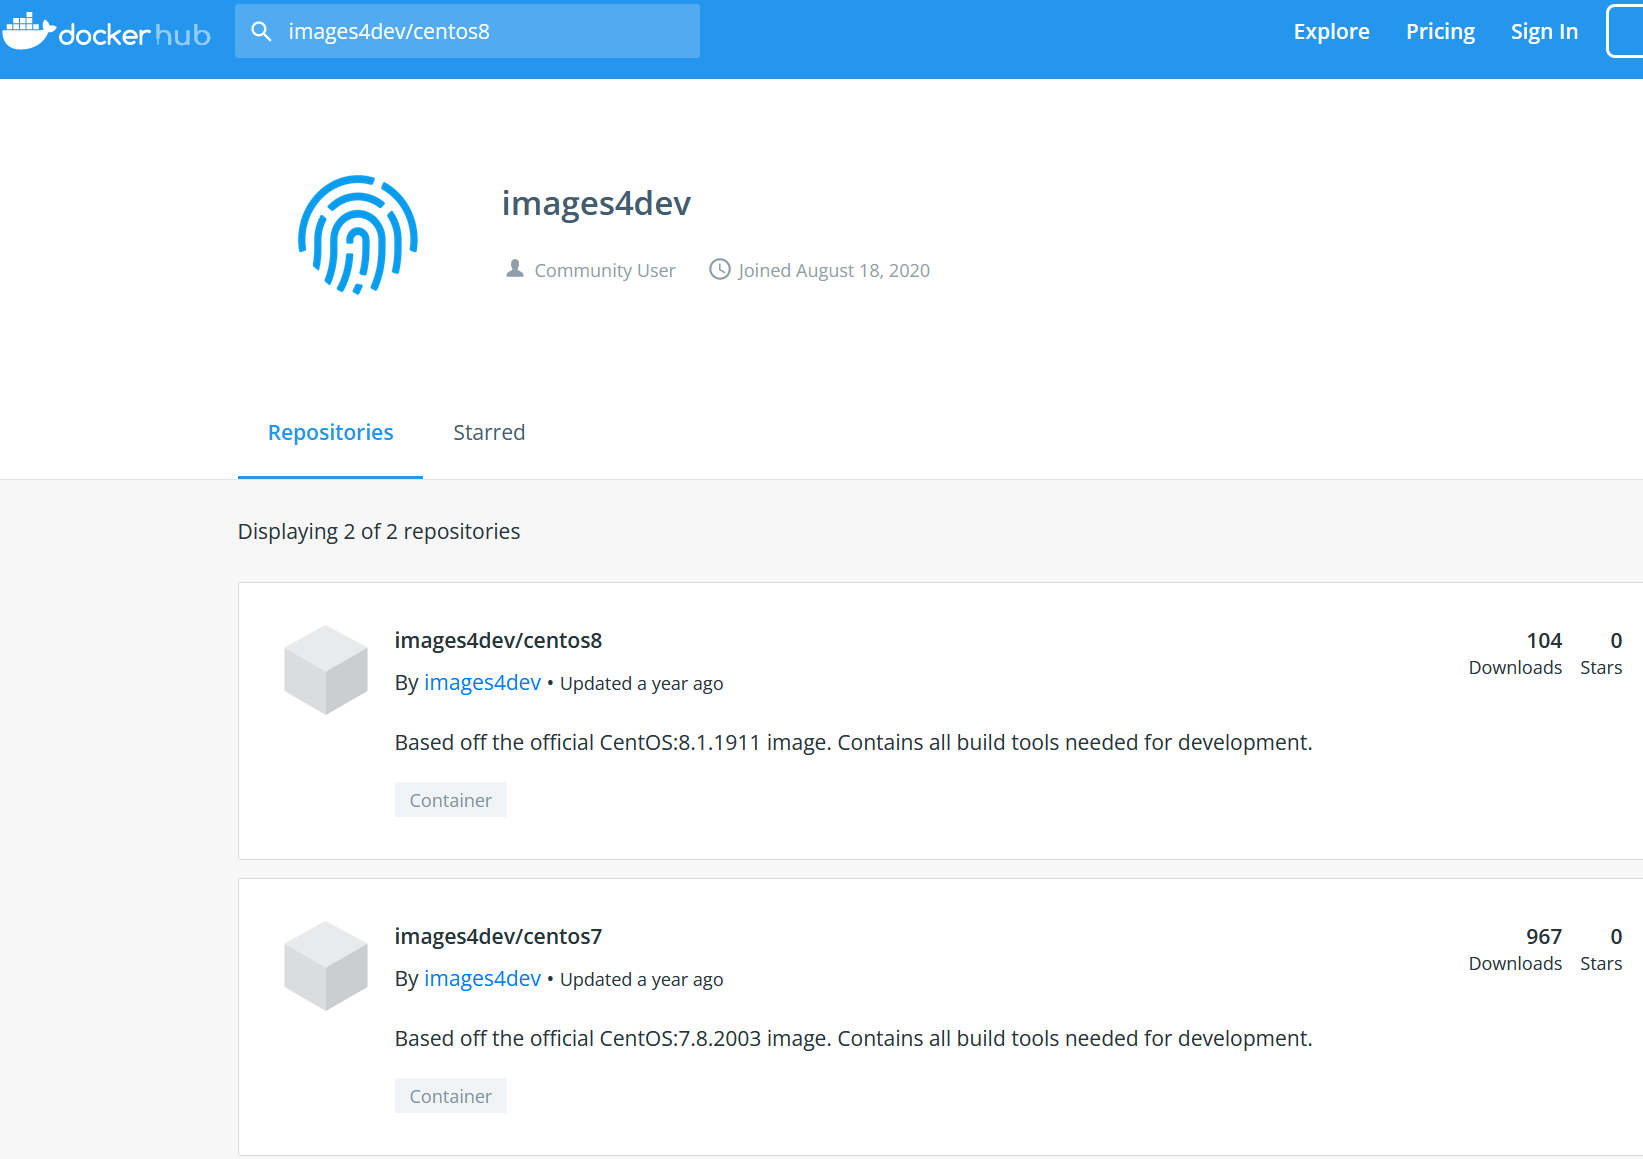 docker hub
images4dev/centos8
Explore Pricing Sign In
images4dev
Community User Joined August 18, 2020
Repositories Starred
Displaying 2 of 2 repositories
images4dev/centos8
104 0
By images4dev • Updated a year ago
Downloads Stars
Based off the official CentOS:8.1.1911 image. Contains all build tools needed for development.
Container
images4dev/centos7
967 0
By images4dev • Updated a year ago
Downloads Stars
Based off the official CentOS:7.8.2003 image. Contains all build tools needed for development.
Container